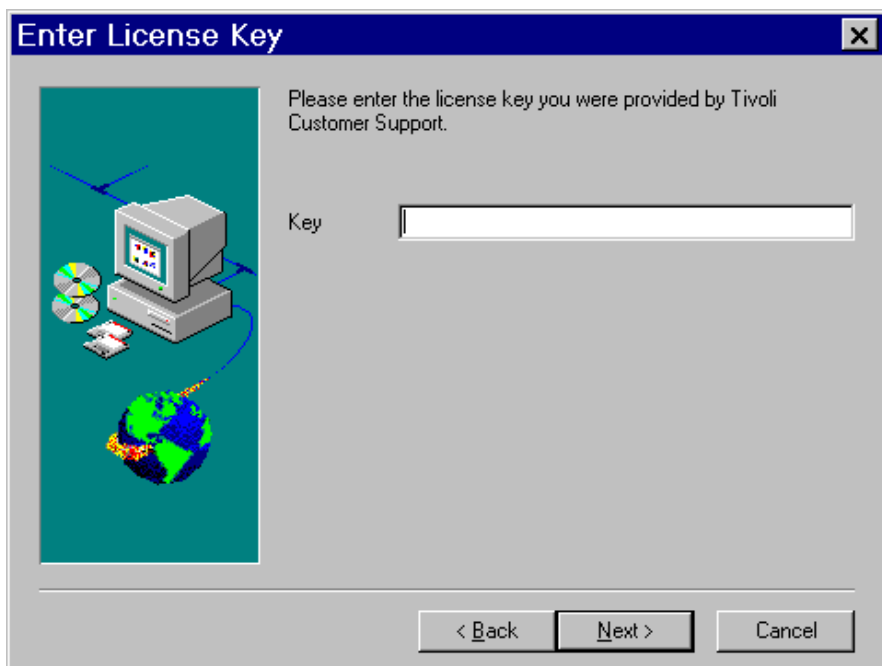 Enter License Key
Please enter the license key you were provided by Tivoli
Customer Support.
Key
< Back
Next >
Cancel